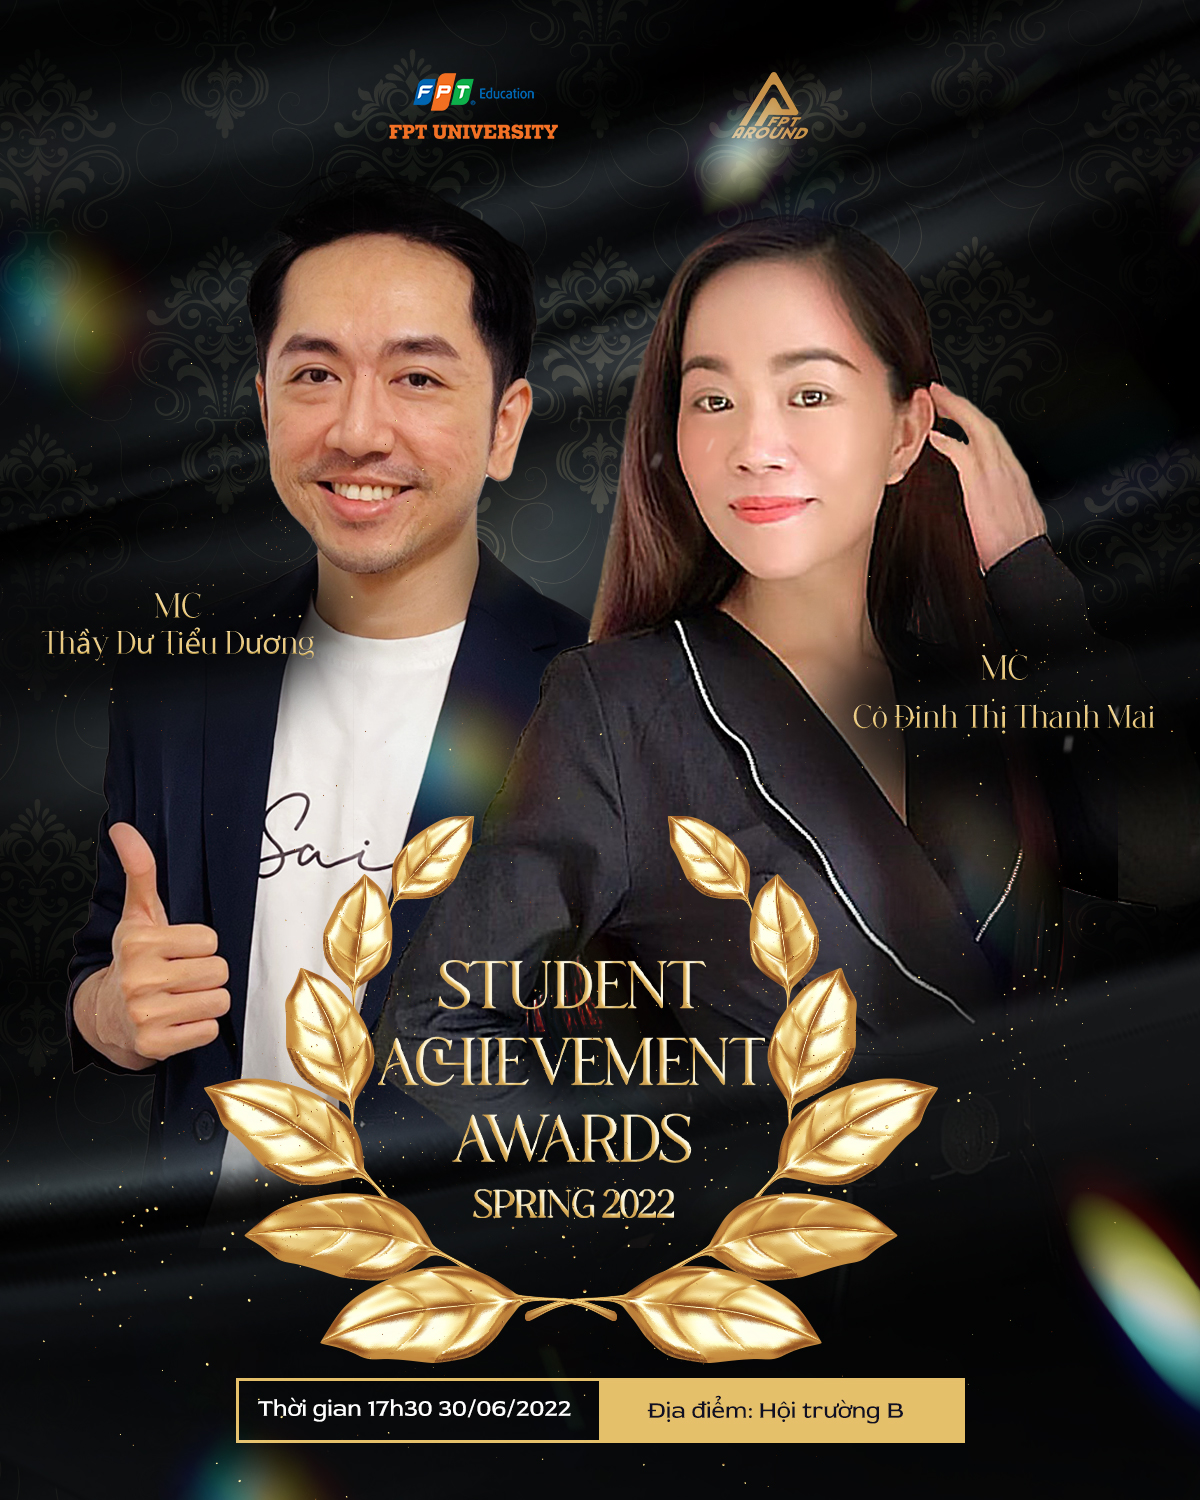 FPT Education
FPT UNIVERSITY
FPT
AROUND
MC
Thầy Dư Tiểu Dương
MC
Cô Đinh Thị Thanh Mai
Sai
STUDENT
ACHIEVEMENT
AWARDS
SPRING 2022
Thời gian 17h30 30/06/2022
Địa điểm: Hội trường B